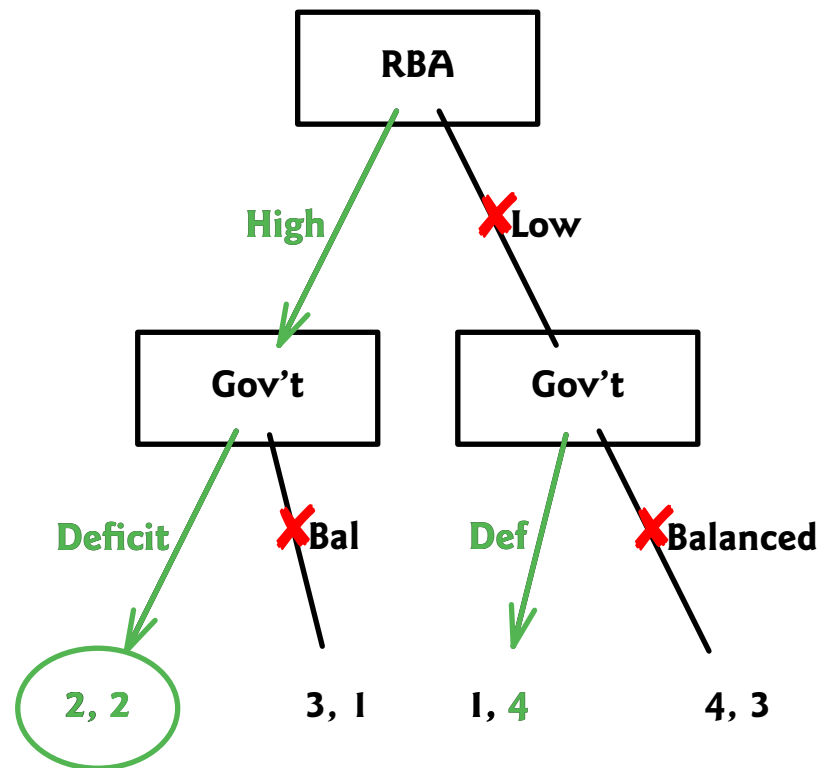 RBA
High
Low
Gov't
Gov't
Deficit
Bal
Def
Balanced
2, 2
3, 1
1, 4
4, 3